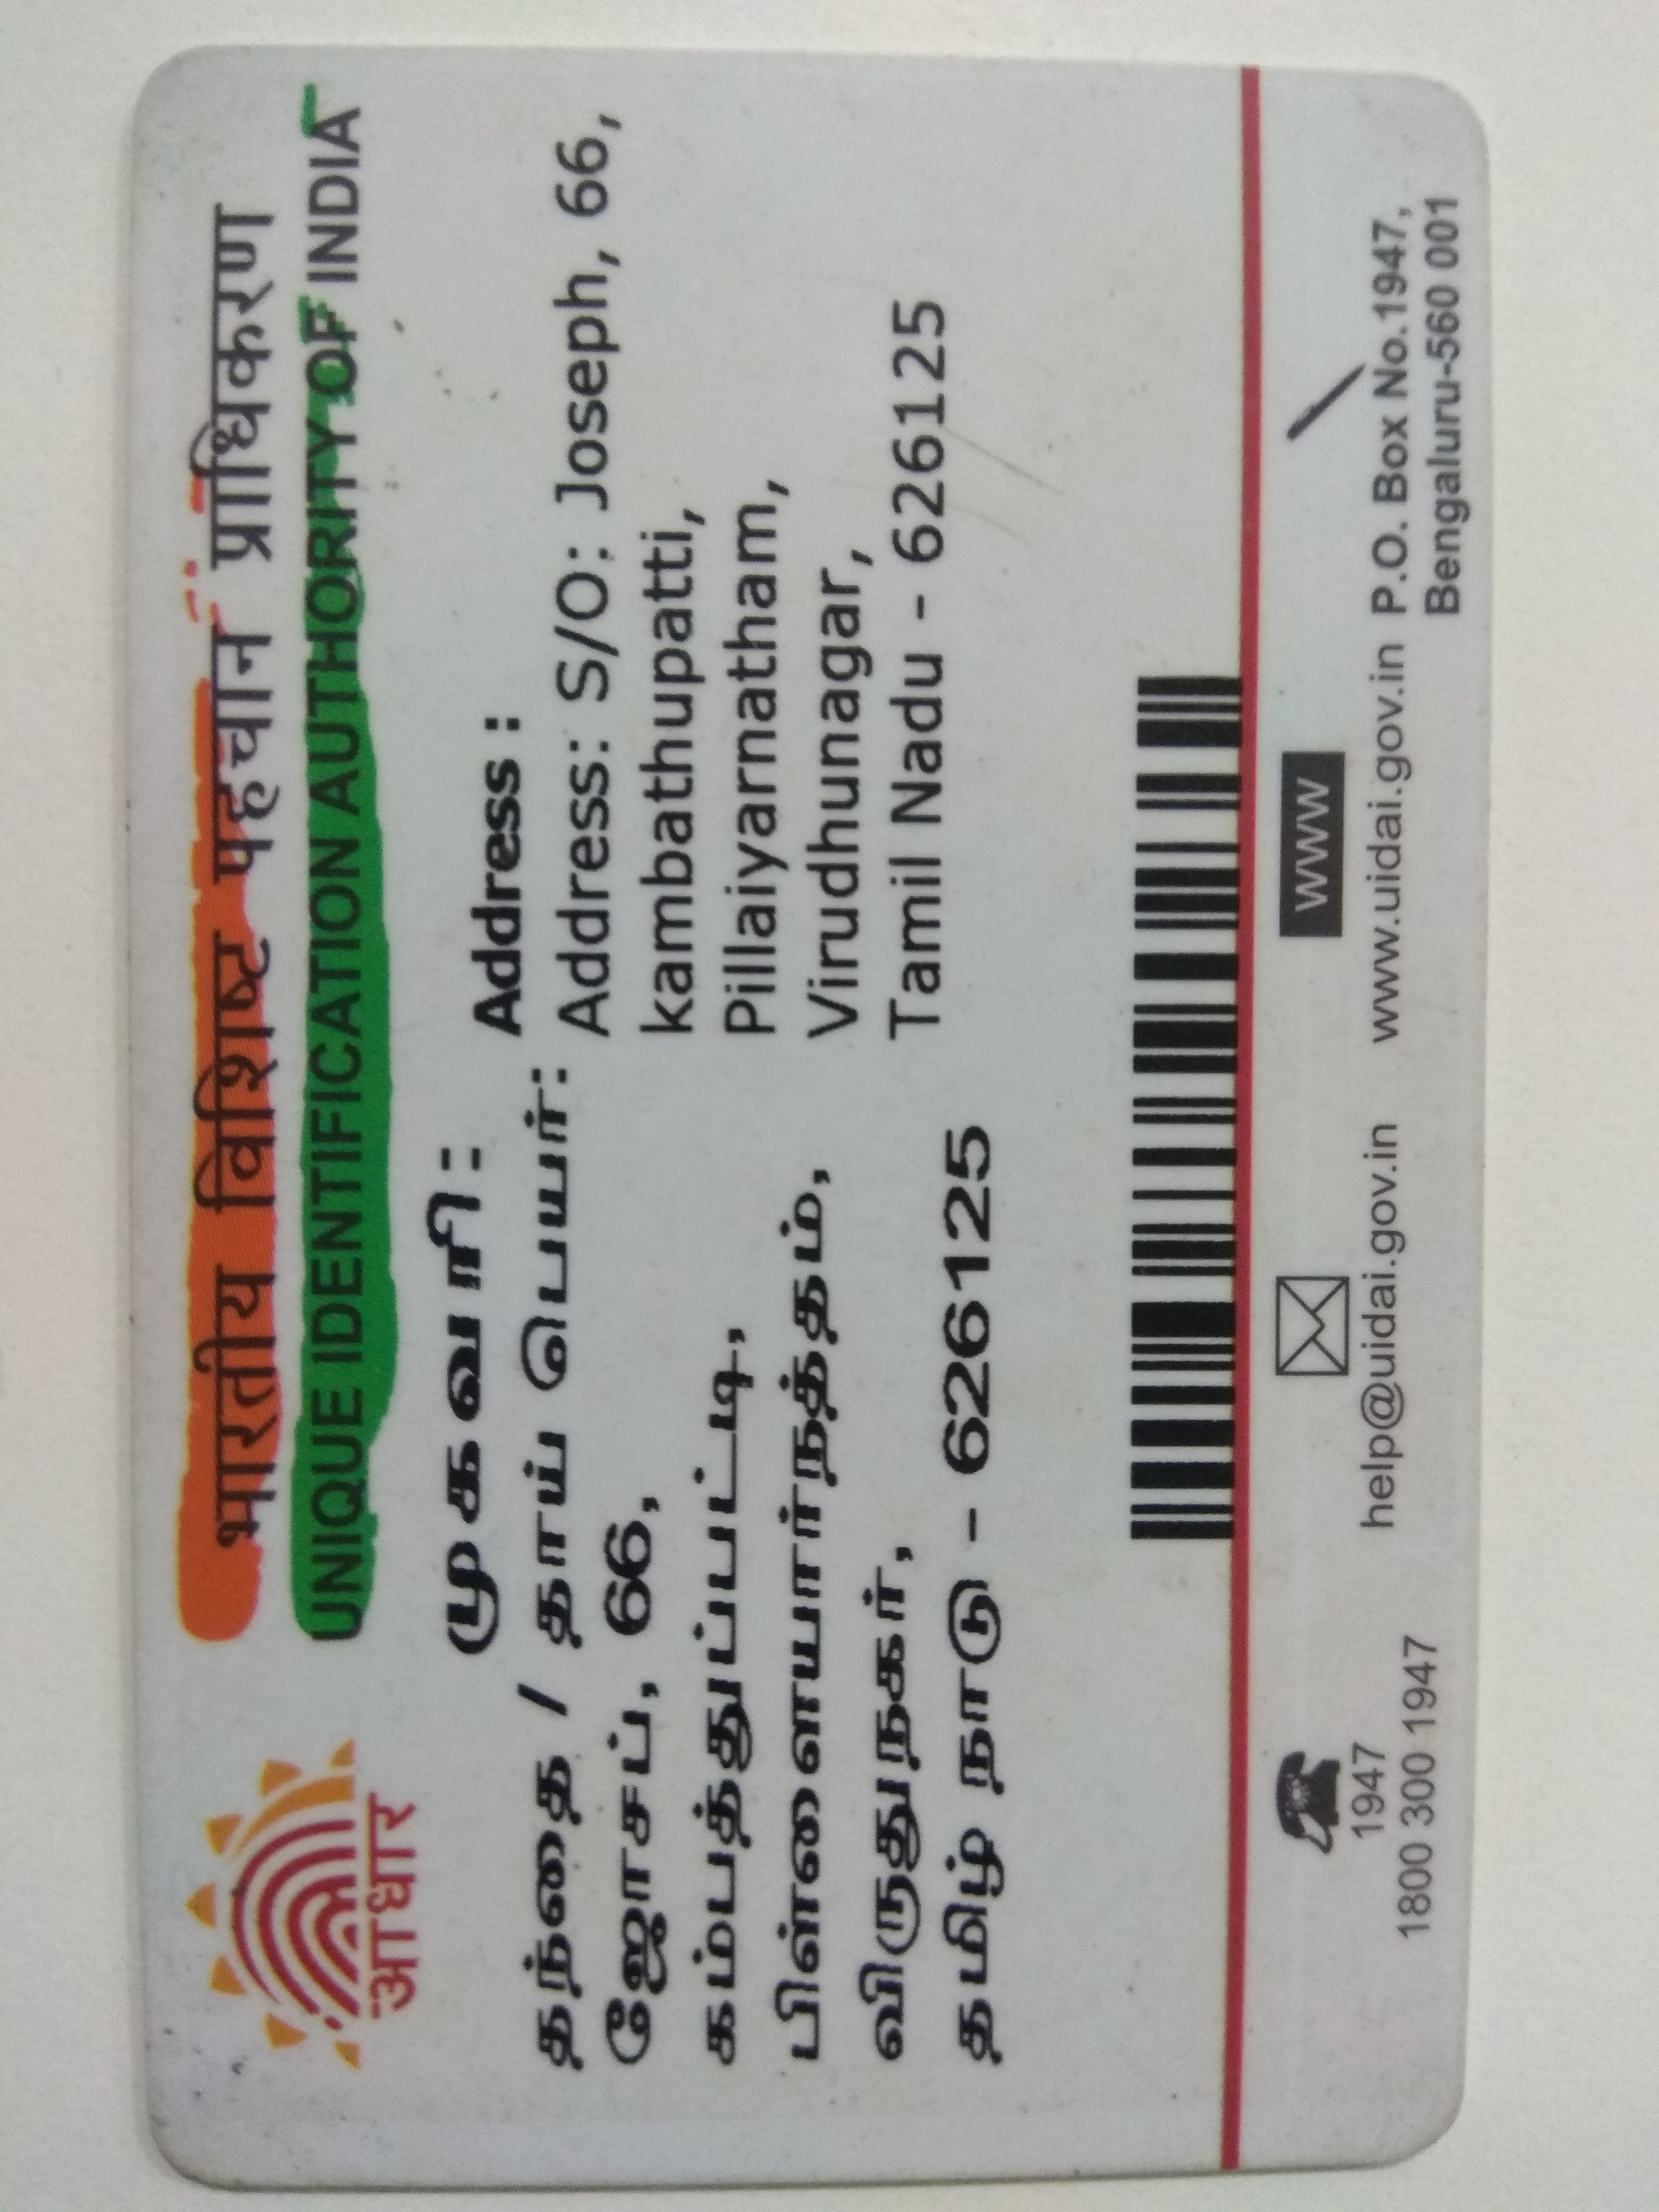 भारतीय विशिष्ट पहचान प्राधिकरण
UNIQUE IDENTIFICATION AUTHORITY OF INDIA
आधार
முகவரி :
தந்தை / தாய் பெயர்:
ஜோசப், 66,
கம்பத்துப்பட்டி,
பிள்ளையார்நத்தம்,
விருதுநகர்,
தமிழ் நாடு - 626125
Address :
Address: S/O: Joseph, 66,
kambathupatti,
Pillaiyarnatham,
Virudhunagar,
Tamil Nadu - 626125
1947
1800 300 1947
help@uidai.gov.in
WWW
www.uidai.gov.in
P.O. Box No.1947,
Bengaluru-560 001